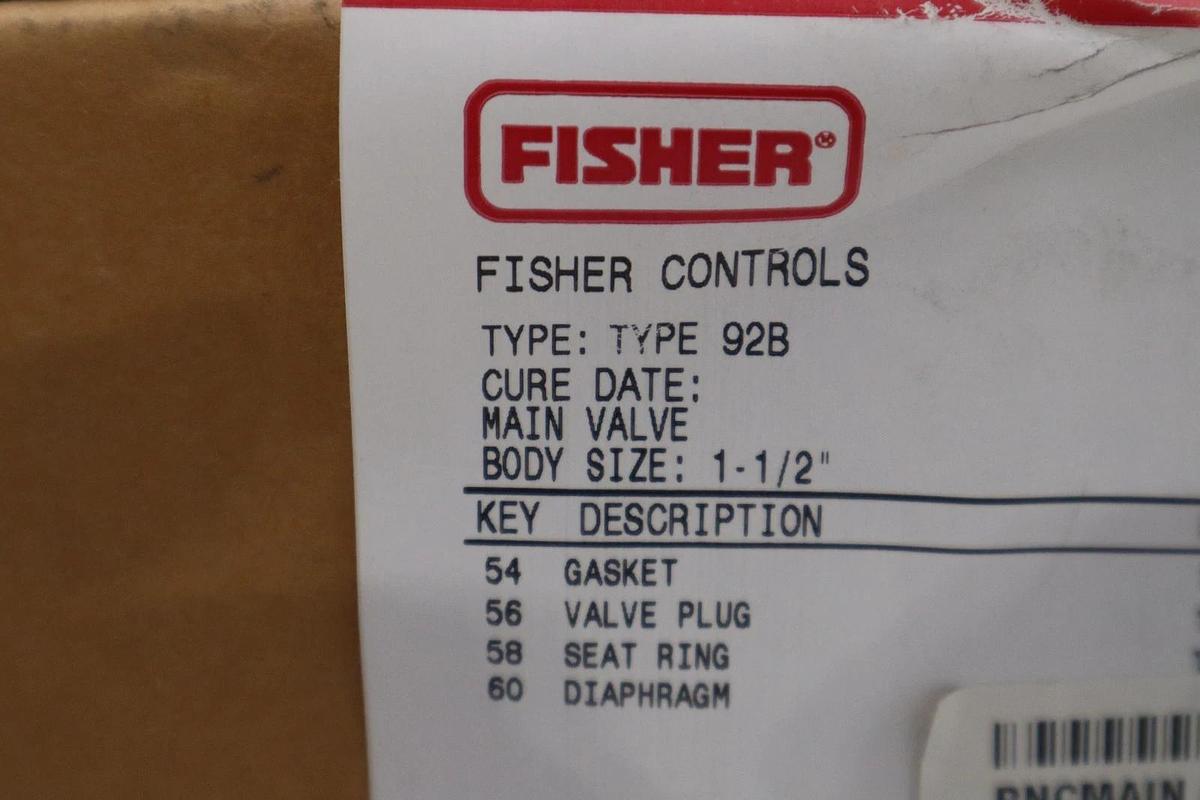 FISHER®
FISHER CONTROLS
TYPE: TYPE 92B
CURE DATE:
MAIN VALVE
BODY SIZE: 1-1/2"
KEY DESCRIPTION
54 GASKET
56 VALVE PLUG
58 SEAT RING
60 DIAPHRAGM
BNCMAIN